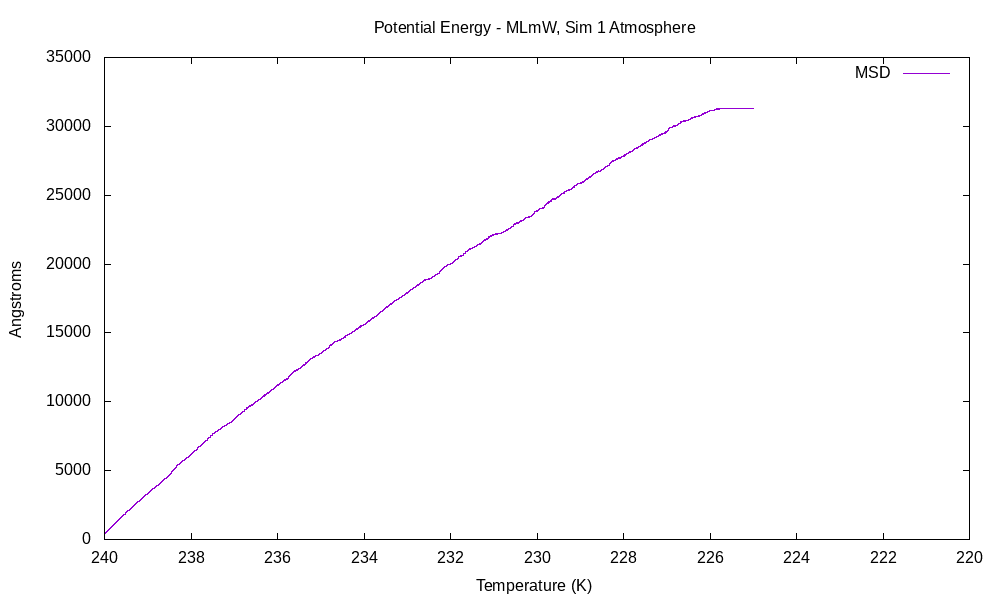 Potential Energy - MLmW, Sim 1 Atmosphere
MSD
35000
30000
25000
20000
15000
10000
5000
0
Angstroms
240 238 236 234 232 230 228 226 224 222 220
Temperature (K)